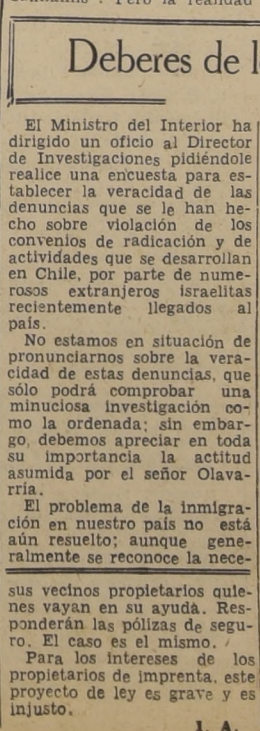 Deberes de l
El Ministro del Interior ha
dirigido un oficio al Director
de Investigaciones pidiéndole
realice una encuesta para es-
tablecer la veracidad de las
denuncias que se le han he-
cho sobre violación de los
convenios de radicación y de
actividades que se desarrollan
en Chile, por parte de nume-
rosos extranjeros israelitas
recientemente llegados al
país.
No estamos en situación de
pronunciarnos sobre la vera-
cidad de estas denuncias, que
sólo podrá comprobar una
minuciosa investigación co-
mo la ordenada; sin embar-
go, debemos apreciar en toda
su importancia la actitud
asumida por el señor Olava-
rría.
El problema de la inmigra-
ción en nuestro país no está
aún resuelto; aunque gene-
ralmente se reconoce la nece-
sus vecinos propietarios quie-
nes vayan en su ayuda. Res-
ponderán las pólizas de segu-
ro. El caso es el mismo.
Para los intereses de los
propietarios de imprenta, este
proyecto de ley es grave y es
injusto.
J. A.